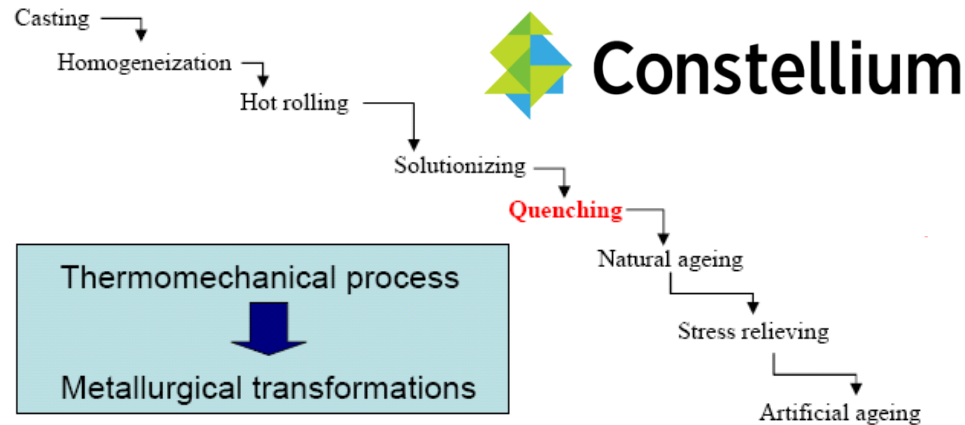 Casting
Homogeneization
Hot rolling
Constellium
Solutionizing
Quenching
Natural ageing
Thermomechanical process
Stress relieving
Metallurgical transformations
Artificial ageing